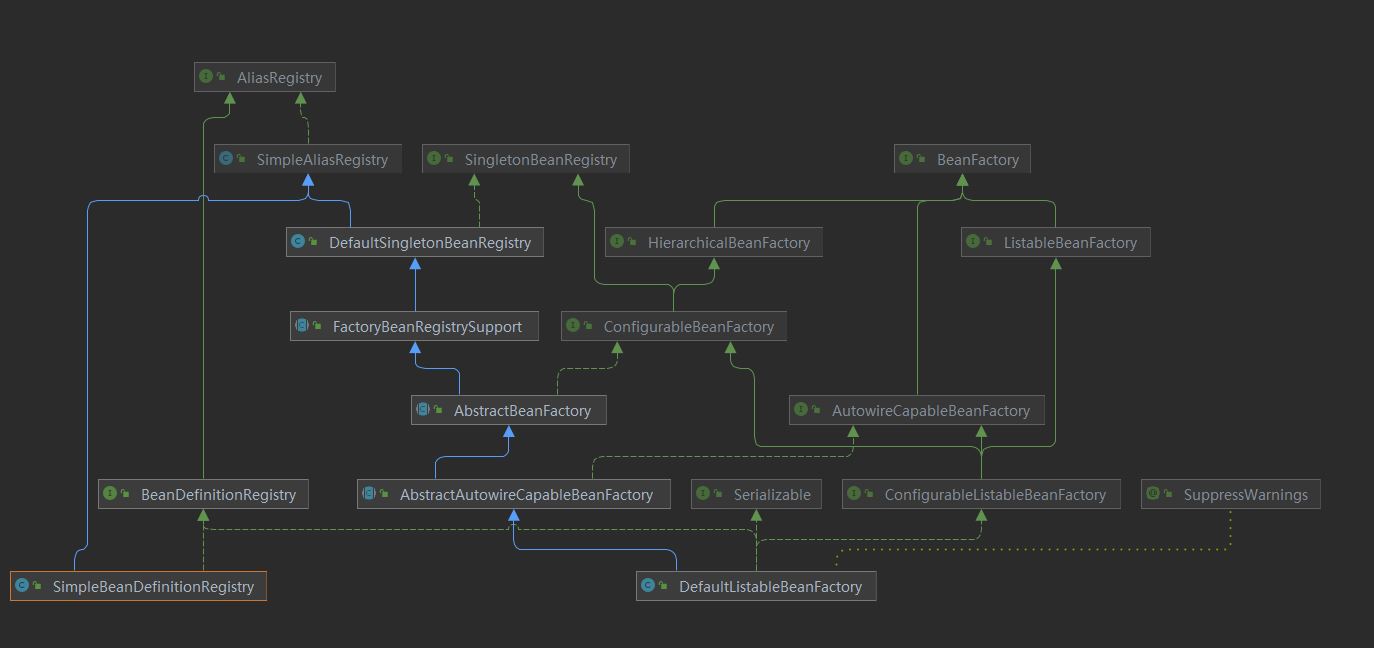 AliasRegistry
SimpleAliasRegistry
SingletonBeanRegistry
BeanFactory
DefaultSingletonBeanRegistry
HierarchicalBeanFactory
ListableBeanFactory
FactoryBeanRegistrySupport
ConfigurableBeanFactory
AbstractBeanFactory
AutowireCapableBeanFactory
BeanDefinitionRegistry
AbstractAutowireCapableBeanFactory
Serializable
ConfigurableListableBeanFactory
SuppressWarnings
SimpleBeanDefinitionRegistry
DefaultListableBeanFactory